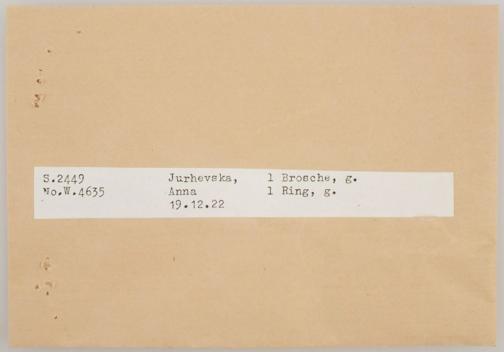 S.2449 Jurhevska, 1 Brosche, g.
No.W.4635 Anna 1 Ring, g.
19.12.22